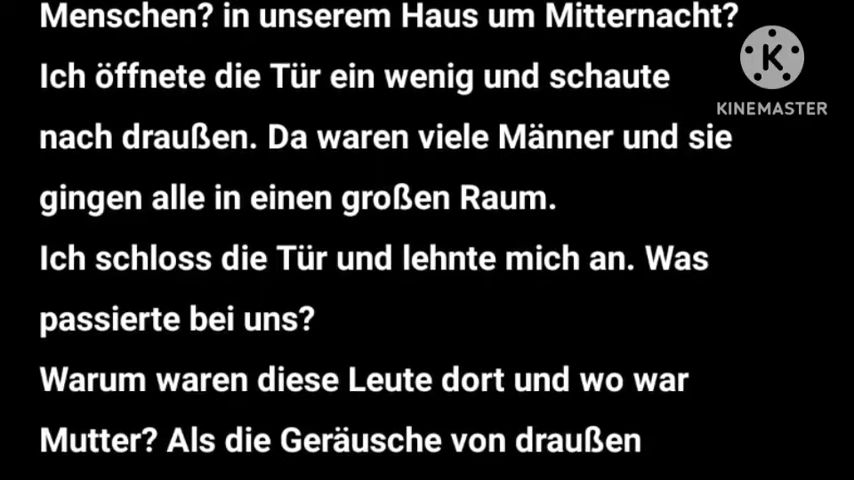 Menschen? in unserem Haus um Mitternacht?
Ich öffnete die Tür ein wenig und schaute
nach draußen. Da waren viele Männer und sie
gingen alle in einen großen Raum.
Ich schloss die Tür und lehnte mich an. Was
passierte bei uns?
Warum waren diese Leute dort und wo war
Mutter? Als die Geräusche von draußen
K
KINEMASTER